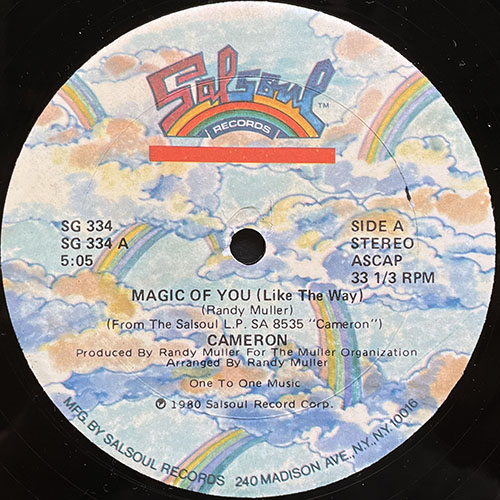 Salsoul
RECORDS
TM
SG 334
SG 334 A
5:05
SIDE A
STEREO
ASCAP
33 1/3 RPM
MAGIC OF YOU (Like The Way)
(Randy Muller)
(From The Salsoul L.P. SA 8535 "Cameron")
CAMERON
Produced By Randy Muller For The Muller Organization
Arranged By Randy Muller
One To One Music
℗ 1980 Salsoul Record Corp.
MFG. BY SALSOUL RECORDS 240 MADISON AVE., N.Y., N.Y. 10016